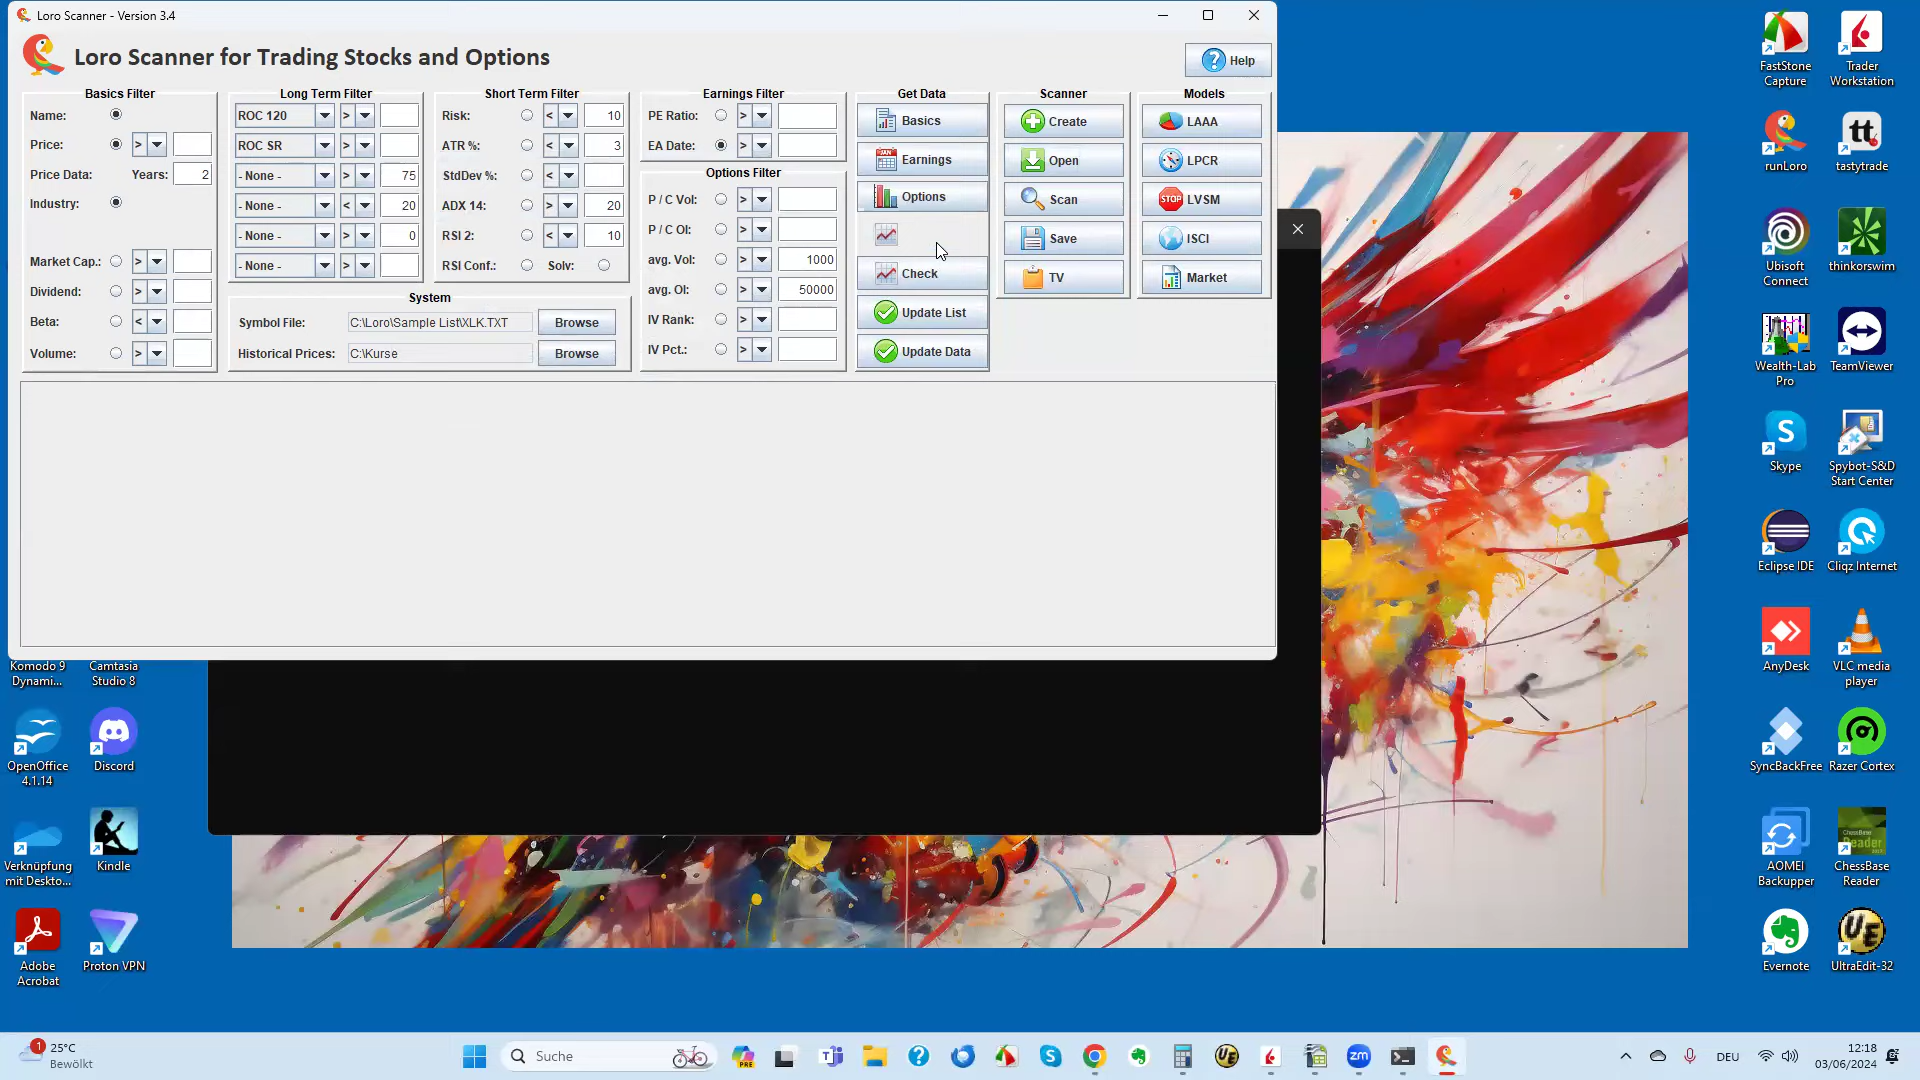 Loro Scanner - Version 3.4
Loro Scanner for Trading Stocks and Options
Help
Basics Filter
Name:
Price: >
Price Data: Years: 2
Industry:
Market Cap.: >
Dividend: >
Beta: <
Volume: >
Long Term Filter
ROC 120 >
ROC SR >
- None - > 75
- None - < 20
- None - > 0
- None - >
Short Term Filter
Risk: < 10
ATR %: < 3
StdDev %: <
ADX 14: > 20
RSI 2: < 10
RSI Conf.: Solv:
System
Symbol File: C:\Loro\Sample List\XLK.TXT Browse
Historical Prices: C:\Kurse Browse
Earnings Filter
PE Ratio: >
EA Date: >
Options Filter
P / C Vol: >
P / C OI: >
avg. Vol: > 1000
avg. OI: > 50000
IV Rank: >
IV Pct.: >
Get Data
Basics
Earnings
Options
Check
Update List
Update Data
Scanner
Create
Open
Scan
Save
TV
Models
LAAA
LPCR
STOP LVSM
ISCI
Market
FastStone
Capture
Trader
Workstation
runLoro
tt
tastytrade
Ubisoft
Connect
thinkorswim
Wealth-Lab
Pro
TeamViewer
Skype
Spybot-S&D
Start Center
Eclipse IDE
Cliqz Internet
AnyDesk
VLC media
player
SyncBackFree
Razer Cortex
AOMEI
Backupper
ChessBase
Reader
Evernote
UE
UltraEdit-32
Komodo 9
Dynami...
Camtasia
Studio 8
OpenOffice
4.1.14
Discord
Verknüpfung
mit Deskto...
Kindle
Adobe
Acrobat
Proton VPN
1
25°C
Bewölkt
Suche
PRE
zm
DEU
12:18
03/06/2024